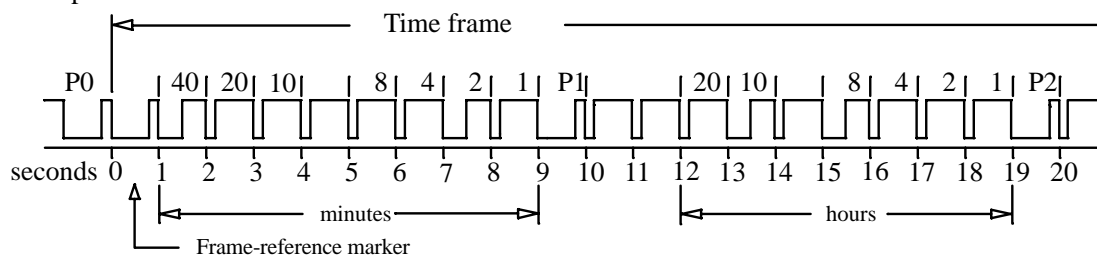 Time frame
P0 40 20 10 8 4 2 1 P1 20 10 8 4 2 1 P2
seconds 0 1 2 3 4 5 6 7 8 9 10 11 12 13 14 15 16 17 18 19 20
minutes hours
Frame-reference marker